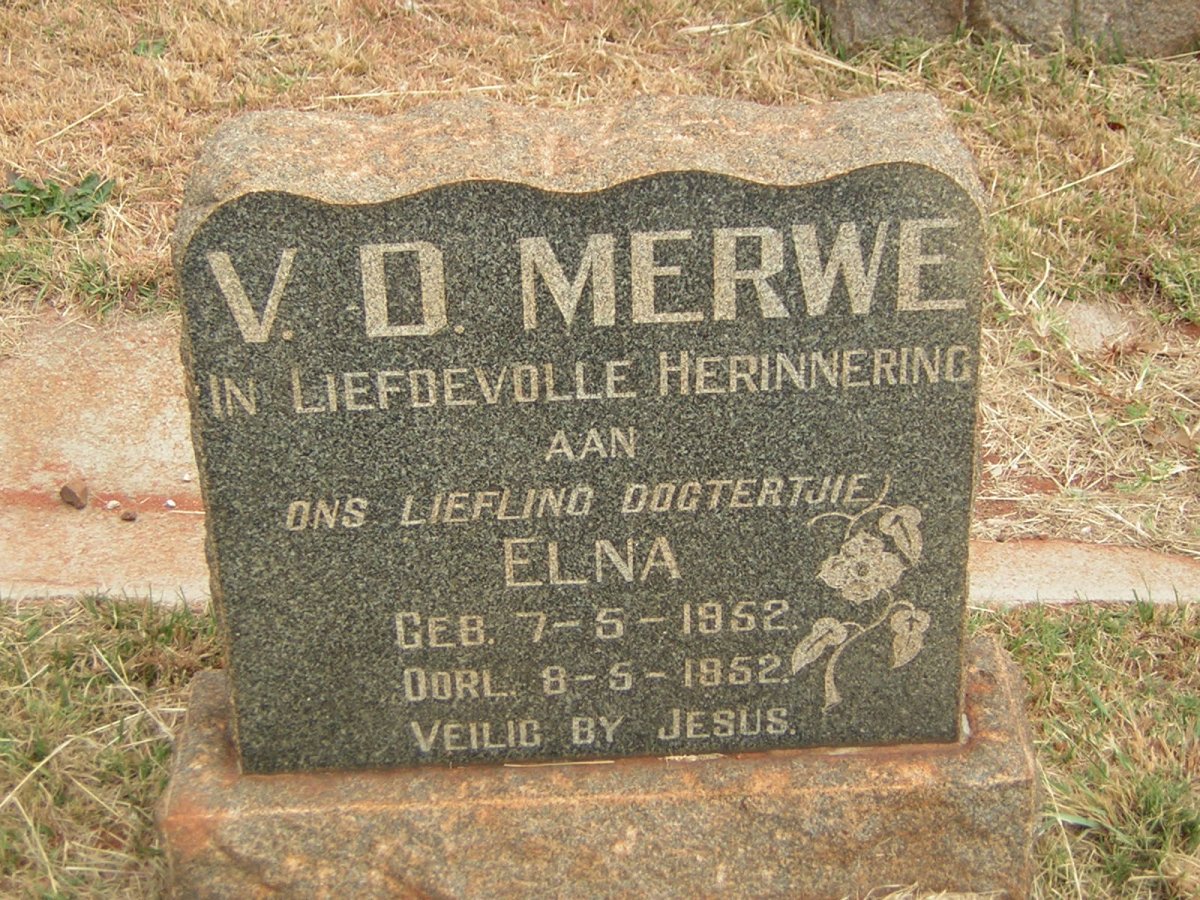 V. D. MERWE
IN LIEFDEVOLLE HERINNERING
AAN
ONS LIEFLING DOGTERTJIE
ELNA
GEB. 7-5-1952.
OORL. 8-5-1952.
VEILIG BY JESUS.